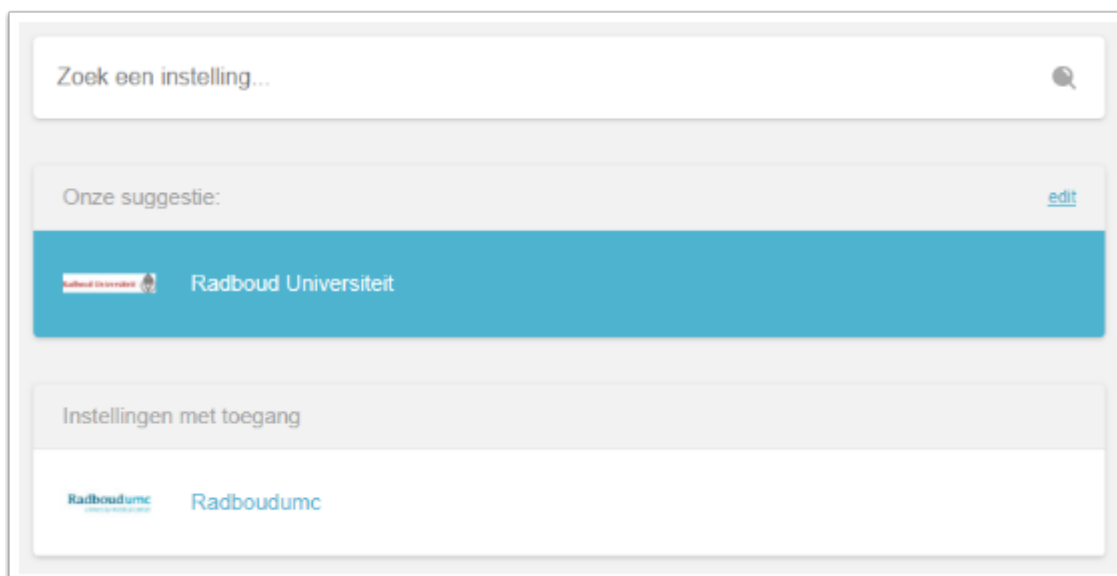 Zoek een instelling...
Onze suggestie:
edit
Radboud Universiteit
Radboud Universiteit
Instellingen met toegang
Radboudumc
Radboudumc